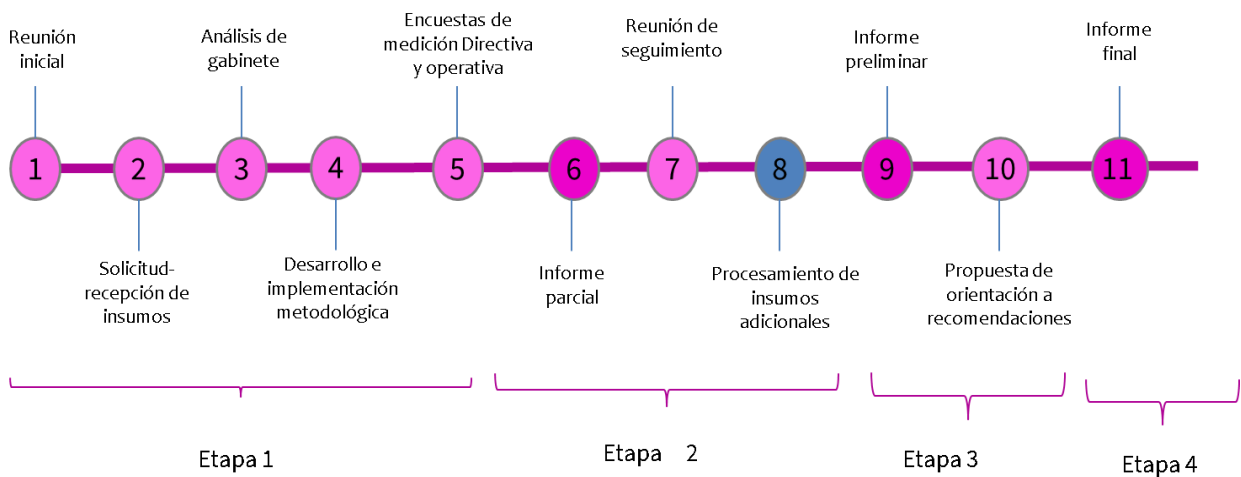 Reunión
inicial
Análisis de
gabinete
Encuestas de
medición Directiva
y operativa
Reunión de
seguimiento
Informe
preliminar
Informe
final
1
2
3
4
5
6
7
8
9
10
11
Solicitud-
recepción de
insumos
Desarrollo e
implementación
metodológica
Informe
parcial
Procesamiento de
insumos
adicionales
Propuesta de
orientación a
recomendaciones
Etapa 1
Etapa 2
Etapa 3
Etapa 4